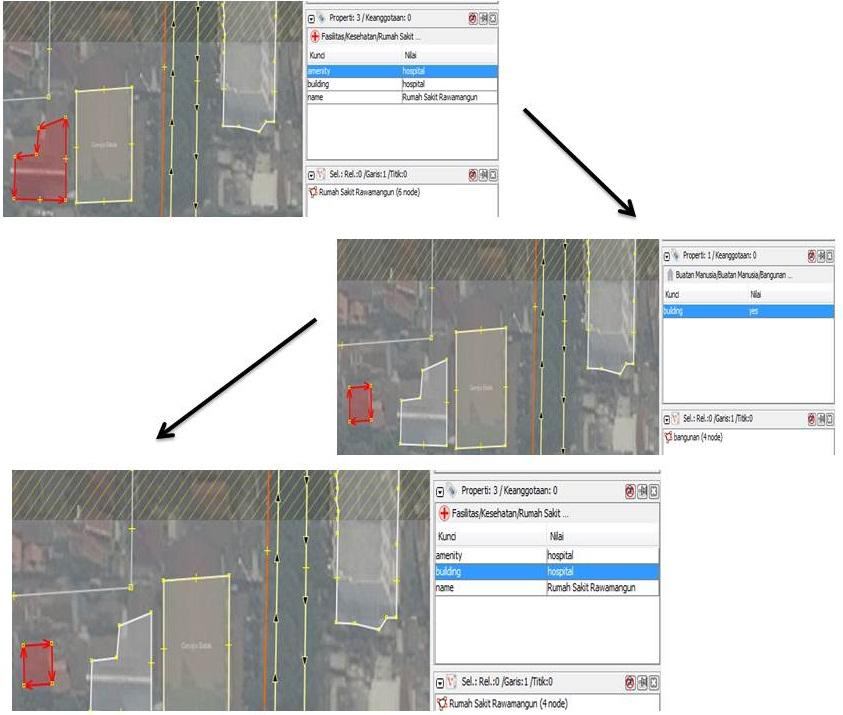 Properti: 3 / Keanggotaan: 0
Fasilitas/Kesehatan/Rumah Sakit ...
Kunci Nilai
amenity hospital
building hospital
name Rumah Sakit Rawamangun
Sel.: Rel.:0 /Garis:1 /Titik:0
Rumah Sakit Rawamangun (6 node)
Properti: 1 / Keanggotaan: 0
Buatan Manusia/Buatan Manusia/Bangunan ...
Kunci Nilai
building yes
Sel.: Rel.:0 /Garis:1 /Titik:0
bangunan (4 node)
Properti: 3 / Keanggotaan: 0
Fasilitas/Kesehatan/Rumah Sakit ...
Kunci Nilai
amenity hospital
building hospital
name Rumah Sakit Rawamangun
Sel.: Rel.:0 /Garis:1 /Titik:0
Rumah Sakit Rawamangun (4 node)